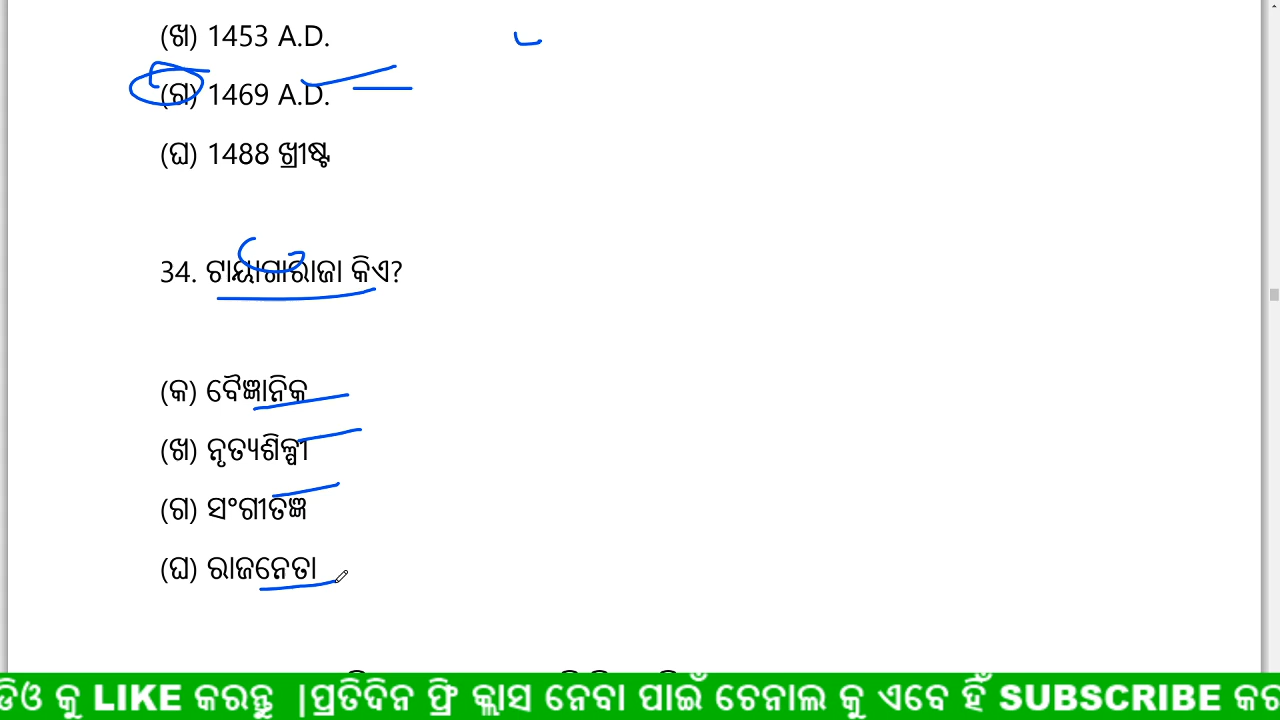 (ଖ) 1453 A.D.
(ଗ) 1469 A.D.
(ଘ) 1488 ଖ୍ରୀଷ୍ଟ
34. ଟାୟାଗାରାଜା କିଏ?
(କ) ବୈଜ୍ଞାନିକ
(ଖ) ନୃତ୍ୟଶିଳ୍ପୀ
(ଗ) ସଂଗୀତଜ୍ଞ
(ଘ) ରାଜନେତା
ଡିଓ କୁ LIKE କରନ୍ତୁ |ପ୍ରତିଦିନ ଫ୍ରି କ୍ଲାସ ନେବା ପାଇଁ ଚେନାଲ କୁ ଏବେ ହିଁ SUBSCRIBE କର